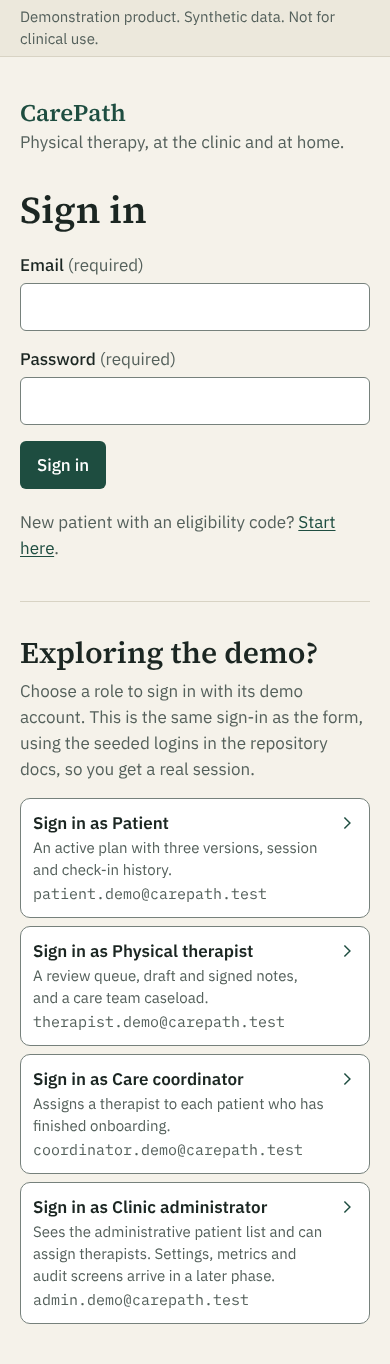 Demonstration product. Synthetic data. Not for
clinical use.
CarePath
Physical therapy, at the clinic and at home.
Sign in
Email (required)
Password (required)
Sign in
New patient with an eligibility code? Start
here.
Exploring the demo?
Choose a role to sign in with its demo
account. This is the same sign-in as the form,
using the seeded logins in the repository
docs, so you get a real session.
Sign in as Patient
An active plan with three versions, session
and check-in history.
patient.demo@carepath.test
Sign in as Physical therapist
A review queue, draft and signed notes,
and a care team caseload.
therapist.demo@carepath.test
Sign in as Care coordinator
Assigns a therapist to each patient who has
finished onboarding.
coordinator.demo@carepath.test
Sign in as Clinic administrator
Sees the administrative patient list and can
assign therapists. Settings, metrics and
audit screens arrive in a later phase.
admin.demo@carepath.test